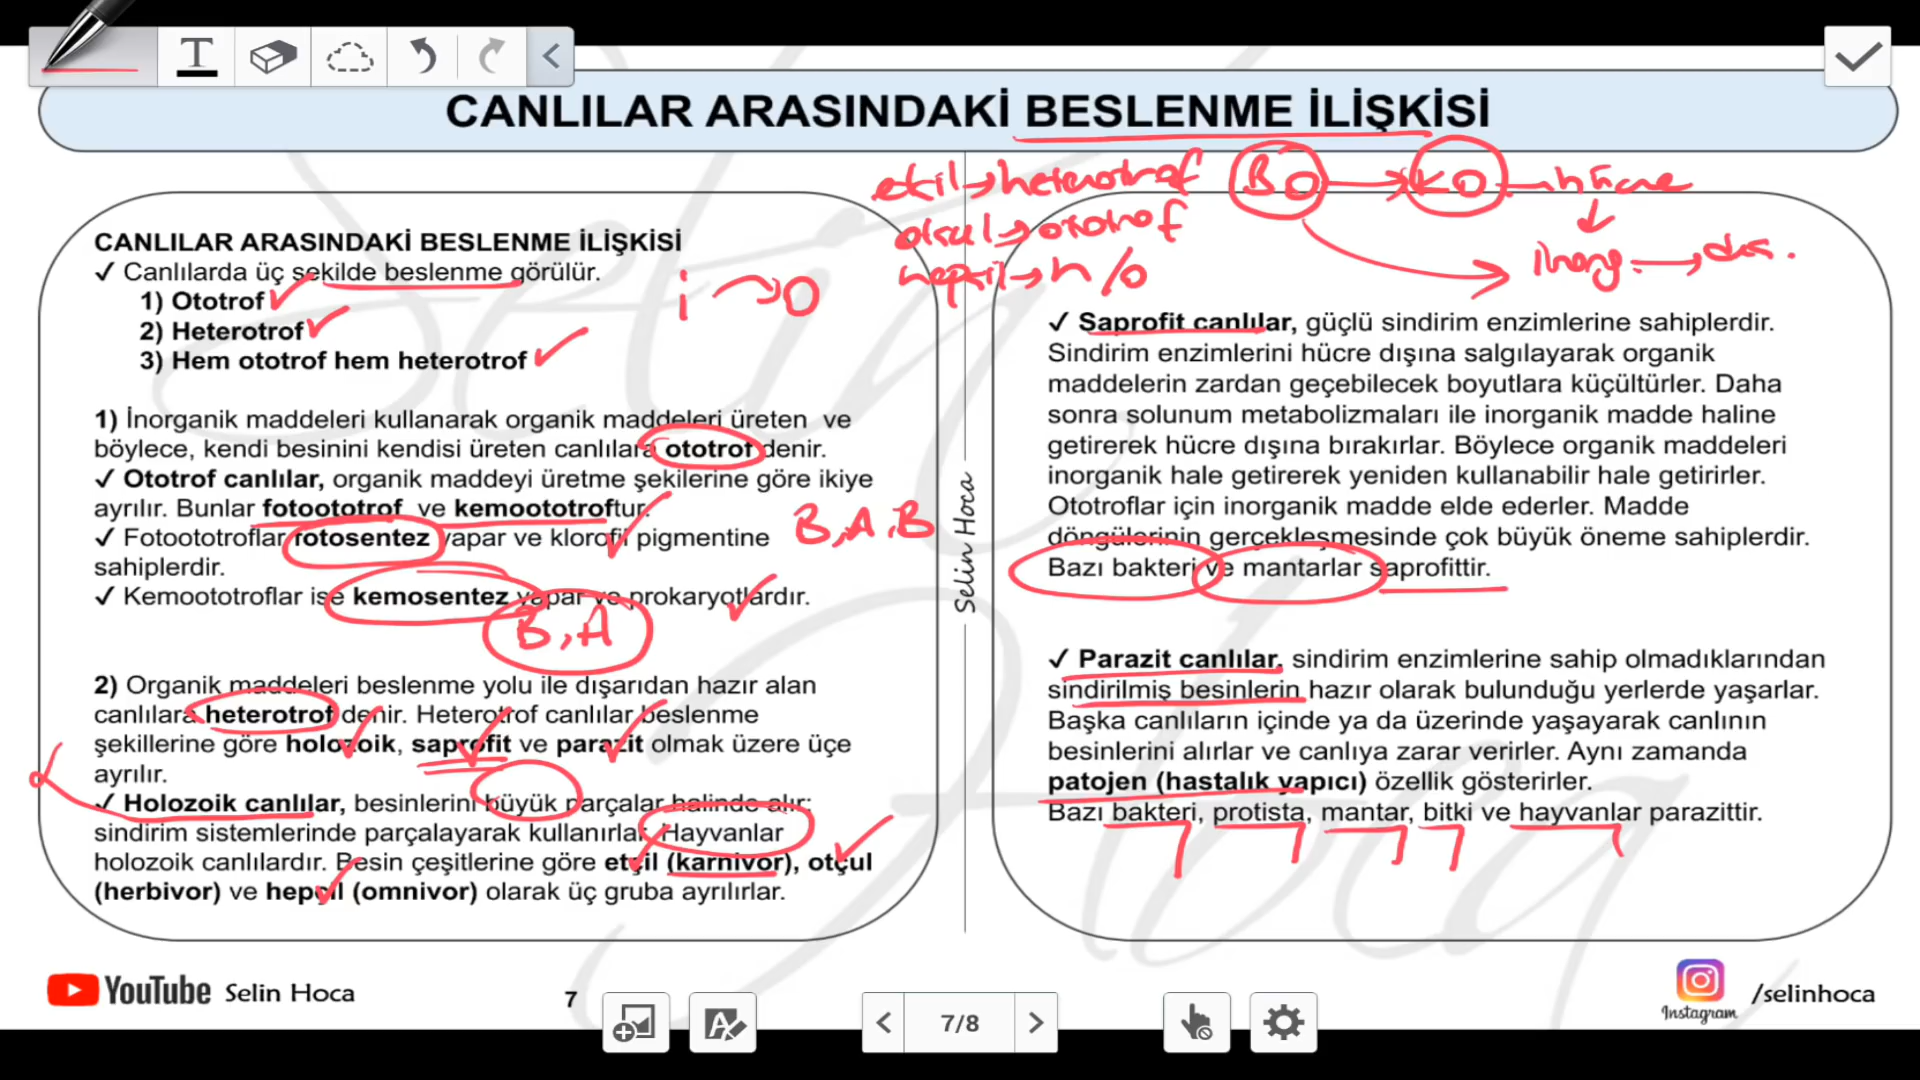 CANLILAR ARASINDAKİ BESLENME İLİŞKİSİ
etçil → heterotrof
otçul → ototrof
hepçil → h/o
BO → KO → hücre
inorg. → dış.
i → O
CANLILAR ARASINDAKİ BESLENME İLİŞKİSİ
✓ Canlılarda üç şekilde beslenme görülür.
1) Ototrof
2) Heterotrof
3) Hem ototrof hem heterotrof
1) İnorganik maddeleri kullanarak organik maddeleri üreten ve
böylece, kendi besinini kendisi üreten canlılara ototrof denir.
✓ Ototrof canlılar, organik maddeyi üretme şekilerine göre ikiye
ayrılır. Bunlar fotoototrof ve kemoototroftur.
✓ Fotoototroflar fotosentez yapar ve klorofil pigmentine
sahiplerdir.
B, A, B
✓ Kemoototroflar ise kemosentez yapar ve prokaryotlardır.
B, A
2) Organik maddeleri beslenme yolu ile dışarıdan hazır alan
canlılara heterotrof denir. Heterotrof canlılar beslenme
şekillerine göre holozoik, saprofit ve parazit olmak üzere üçe
ayrılır.
✓ Holozoik canlılar, besinlerini büyük parçalar halinde alır;
sindirim sistemlerinde parçalayarak kullanırlar. Hayvanlar
holozoik canlılardır. Besin çeşitlerine göre etçil (karnivor), otçul
(herbivor) ve hepçil (omnivor) olarak üç gruba ayrılırlar.
Selin Hoca
✓ Saprofit canlılar, güçlü sindirim enzimlerine sahiplerdir.
Sindirim enzimlerini hücre dışına salgılayarak organik
maddelerin zardan geçebilecek boyutlara küçültürler. Daha
sonra solunum metabolizmaları ile inorganik madde haline
getirerek hücre dışına bırakırlar. Böylece organik maddeleri
inorganik hale getirerek yeniden kullanabilir hale getirirler.
Ototroflar için inorganik madde elde ederler. Madde
döngülerinin gerçekleşmesinde çok büyük öneme sahiplerdir.
Bazı bakteri ve mantarlar saprofittir.
✓ Parazit canlılar, sindirim enzimlerine sahip olmadıklarından
sindirilmiş besinlerin hazır olarak bulunduğu yerlerde yaşarlar.
Başka canlıların içinde ya da üzerinde yaşayarak canlının
besinlerini alırlar ve canlıya zarar verirler. Aynı zamanda
patojen (hastalık yapıcı) özellik gösterirler.
Bazı bakteri, protista, mantar, bitki ve hayvanlar parazittir.
YouTube Selin Hoca
7
7/8
Instagram
/selinhoca